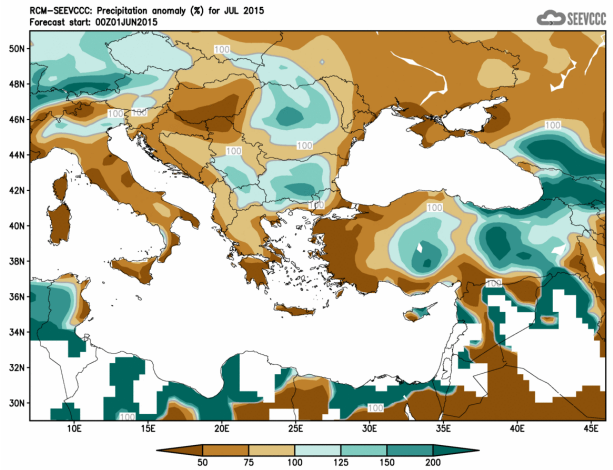 RCM-SEEVCCC: Precipitation anomaly (%) for JUL 2015
Forecast start: 00Z01JUN2015
SEEVCCC
50N
48N
46N
44N
42N
40N
38N
36N
34N
32N
30N
100
100
100
100
100
100
100
100
100
100
100
10E
15E
20E
25E
30E
35E
40E
45E
50
75
100
125
150
200